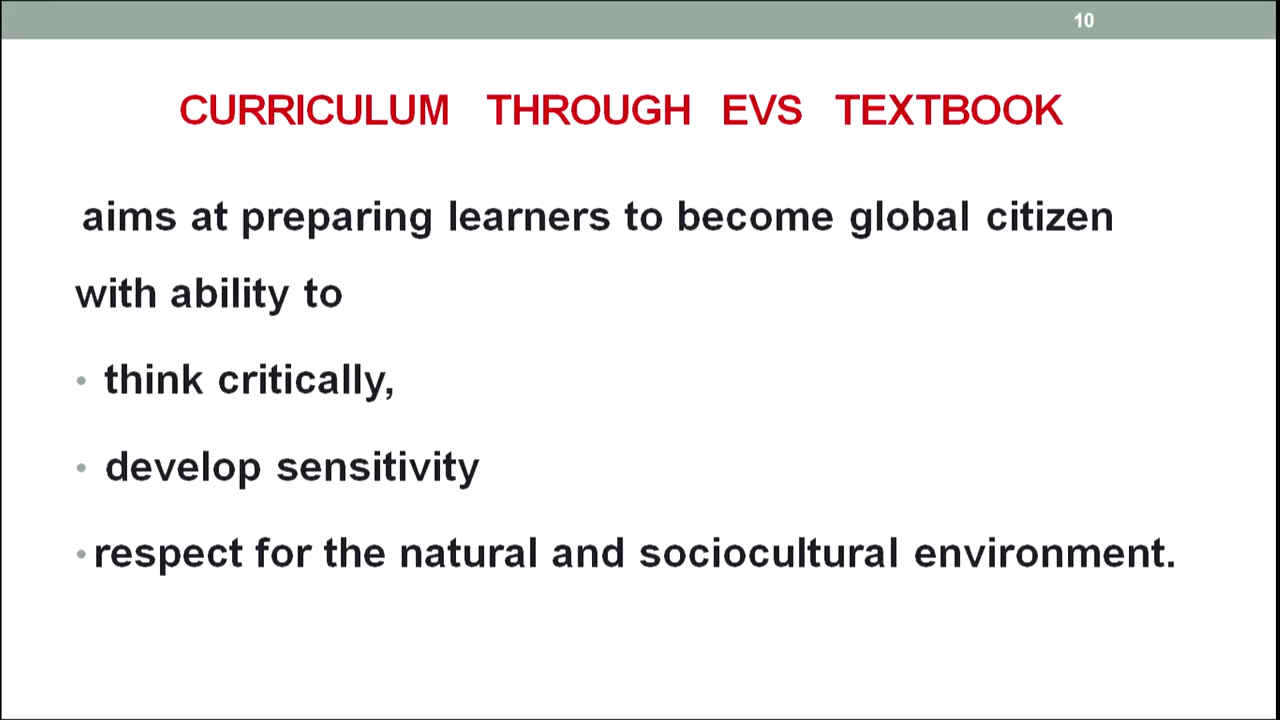 10
CURRICULUM THROUGH EVS TEXTBOOK
aims at preparing learners to become global citizen
with ability to
• think critically,
• develop sensitivity
• respect for the natural and sociocultural environment.